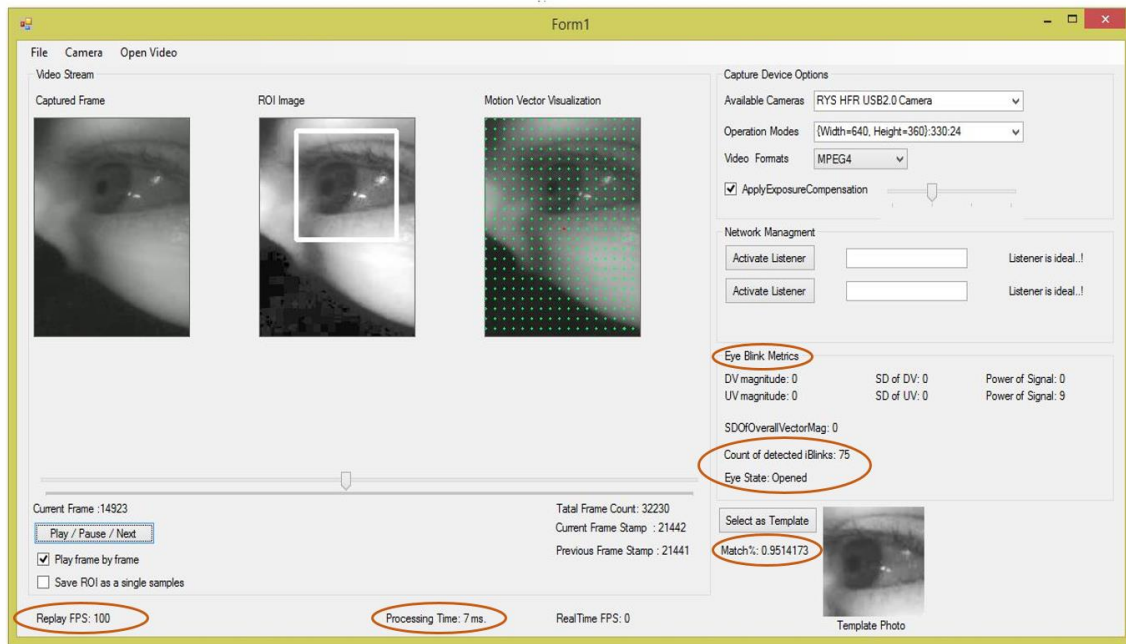 Form1
File Camera Open Video
Video Stream
Captured Frame
ROI Image
Motion Vector Visualization
Current Frame :14923
Play / Pause / Next
Play frame by frame
Save ROI as a single samples
Tatal Frame Count: 32230
Current Frame Stamp : 21442
Previous Frame Stamp : 21441
Replay FPS: 100
Processing Time: 7 ms.
RealTime FPS: 0
Capture Device Options
Available Cameras RYS HFR USB2.0 Camera
Operation Modes {Width=640, Height=360}:330:24
Video Formats MPEG4
ApplyExposureCompensation
Network Managment
Activate Listener Listener is ideal..!
Activate Listener Listener is ideal..!
Eye Blink Metrics
DV magnitude: 0 SD of DV: 0 Power of Signal: 0
UV magnitude: 0 SD of UV: 0 Power of Signal: 9
SDOfOverallVectorMag: 0
Count of detected iBlinks: 75
Eye State: Opened
Select as Template
Match%: 0.9514173
Template Photo